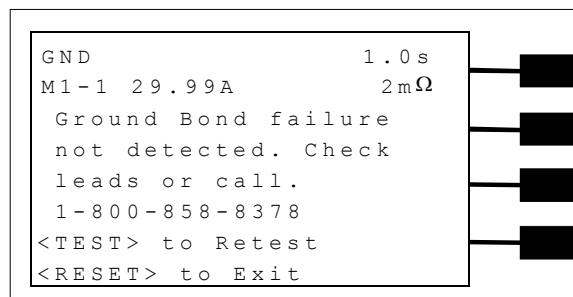 GND 1.0s
M1-1 29.99A 2mΩ
Ground Bond failure
not detected. Check
leads or call.
1-800-858-8378
<TEST> to Retest
<RESET> to Exit